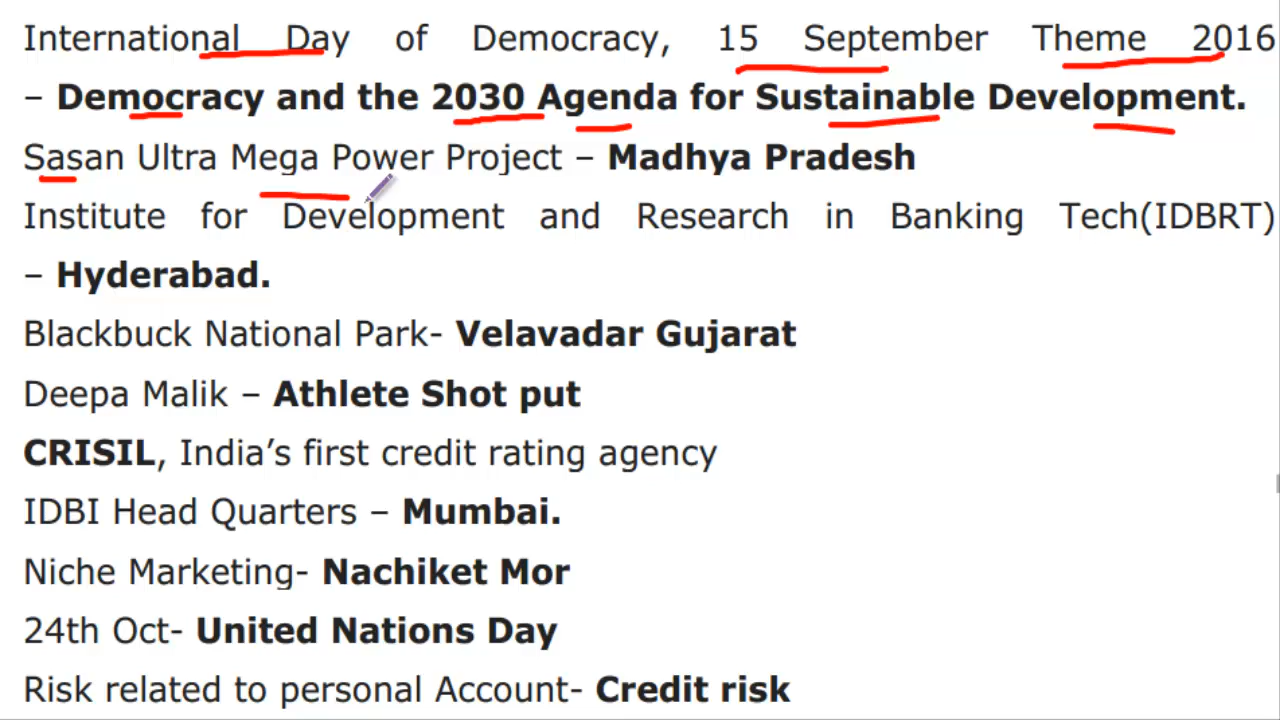 International Day of Democracy, 15 September Theme 2016
– Democracy and the 2030 Agenda for Sustainable Development.
Sasan Ultra Mega Power Project – Madhya Pradesh
Institute for Development and Research in Banking Tech(IDBRT)
– Hyderabad.
Blackbuck National Park- Velavadar Gujarat
Deepa Malik – Athlete Shot put
CRISIL, India’s first credit rating agency
IDBI Head Quarters – Mumbai.
Niche Marketing- Nachiket Mor
24th Oct- United Nations Day
Risk related to personal Account- Credit risk